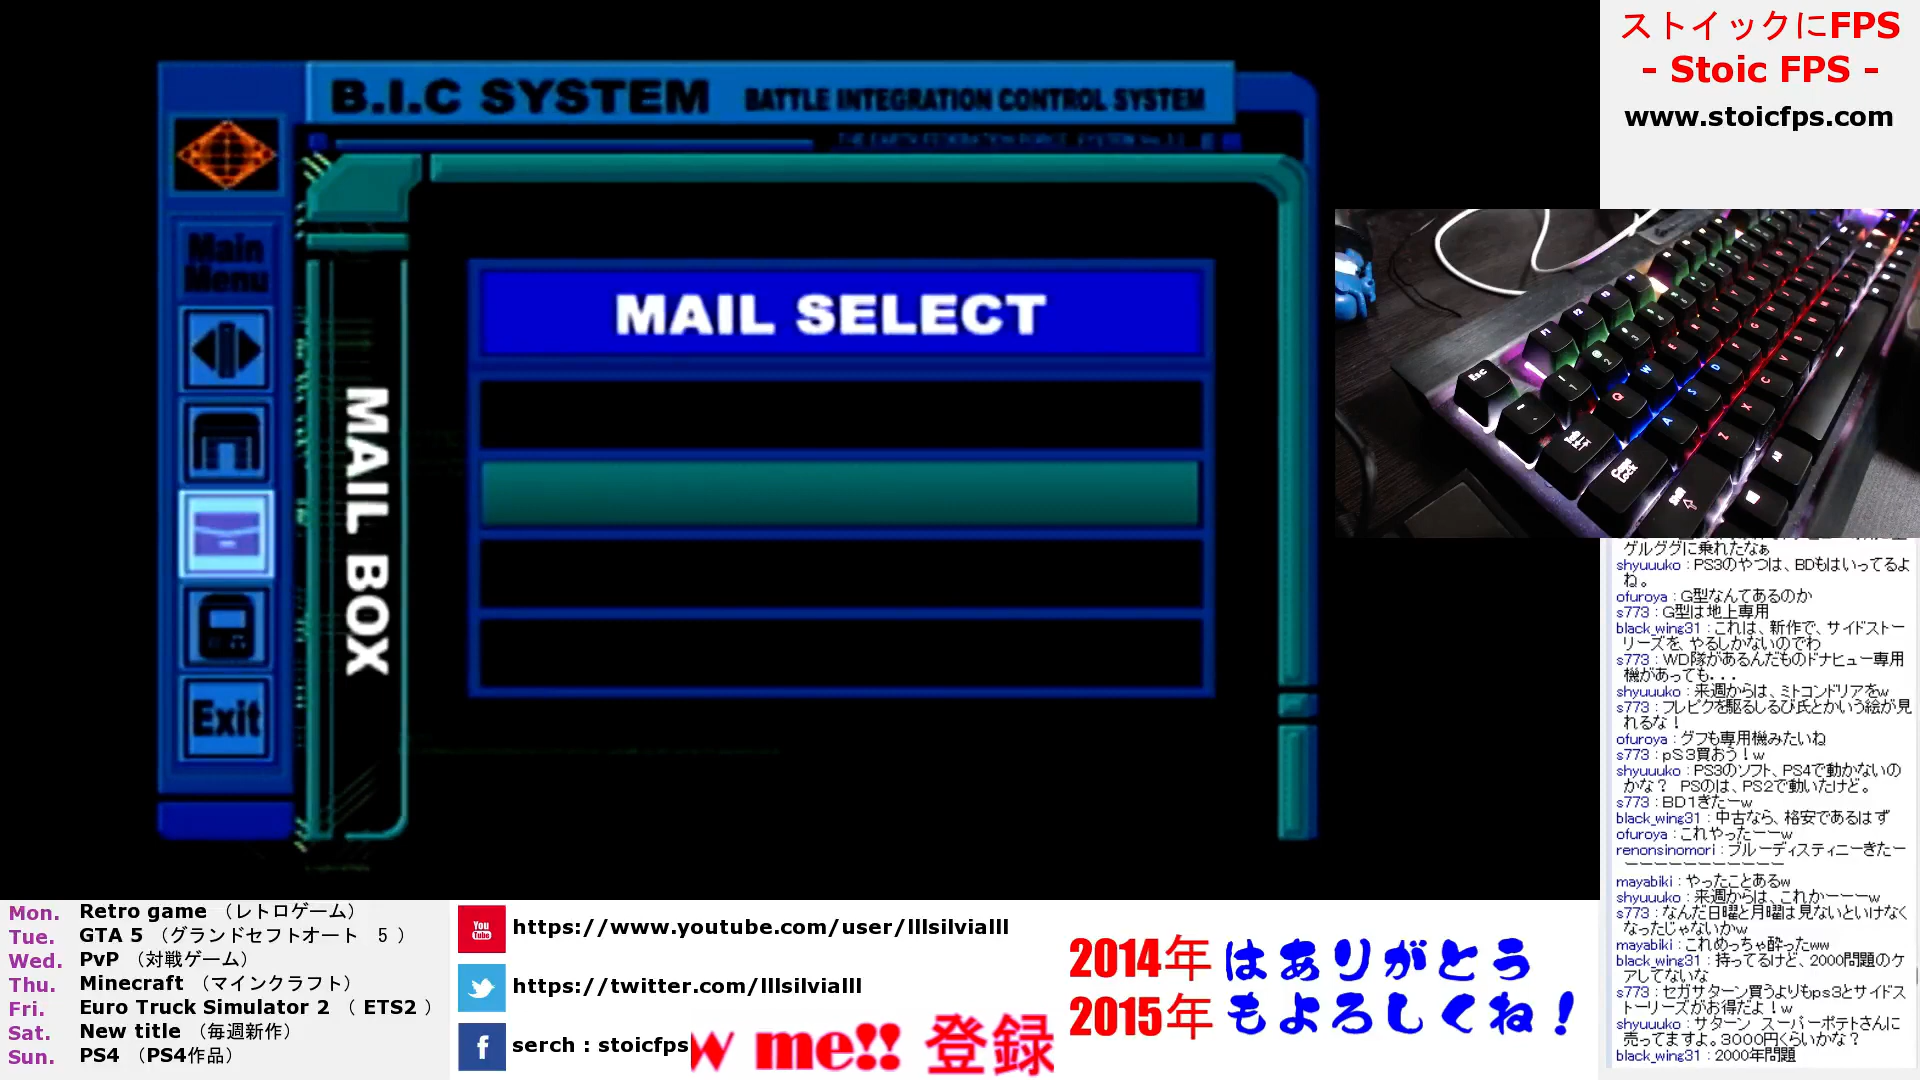 B.I.C SYSTEM BATTLE INTEGRATION CONTROL SYSTEM
THE EARTH FEDERATION FORCE SYSTEM
Main
Menu
Exit
MAIL BOX
MAIL SELECT
ストイックにFPS
- Stoic FPS -
www.stoicfps.com
Esc
ゲルググに乗れたなぁ
shyuuuko：PS3のやつは、BDもはいってるよ
ね。
ofuroya：G型なんてあるのか
s773：G型は地上専用
black_wing31：これは、新作で、サイドストー
リーズを、やるしかないのでわ
s773：WD隊があるんだものドナヒュー専用
機があっても．．．
shyuuuko：来週からは、ミトコンドリアをw
s773：フレピクを駆るしるび氏とかいう絵が見
れるな！
ofuroya：グフも専用機みたいね
s773：pS3買おう！w
shyuuuko：PS3のソフト、PS4で動かないの
かな？　PSのは、PS2で動いたけど。
s773：BD1きたーw
black_wing31：中古なら、格安であるはず
ofuroya：これやったーーw
renonsinomori：ブルーディスティニーきたー
ーーーーーーーーーー
mayabiki：やったことあるw
shyuuuko：来週からは、これかーーーw
s773：なんだ日曜と月曜は見ないといけなく
なったじゃないかw
mayabiki：これめっちゃ酔ったww
black_wing31：持ってるけど、2000問題のケ
アしてないな
s773：セガサターン買うよりもps3とサイドス
トーリーズがお得だよ！w
shyuuuko：サターン　スーパーポテトさんに
売ってますよ。3000円くらいかな？
black_wing31：2000年問題
Mon. Retro game （レトロゲーム）
Tue. GTA 5 （グランドセフトオート　5 ）
Wed. PvP （対戦ゲーム）
Thu. Minecraft （マインクラフト）
Fri. Euro Truck Simulator 2 （ ETS2 ）
Sat. New title （毎週新作）
Sun. PS4 （PS4作品）
You
Tube
https://www.youtube.com/user/lllsilvialll
https://twitter.com/lllsilvialll
f
serch : stoicfps
w me!! 登録
2014年 はありがとう
2015年 もよろしくね！